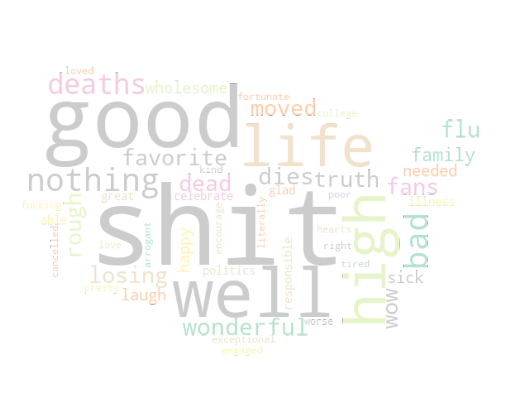 loved
deaths
wholesome
good
fortunate
moved
college
life
flu
favorite
family
nothing
kind
dies
truth
needed
dead
fans
glad
great
celebrate
poor
illness
fucking
able
rough
shit
high
bad
hearts
love
arrogant
encourage
literally
right
cancelled
happy
responsible
losing
politics
tired
sick
pretty
laugh
well
wow
wonderful
worse
exceptional
engaged